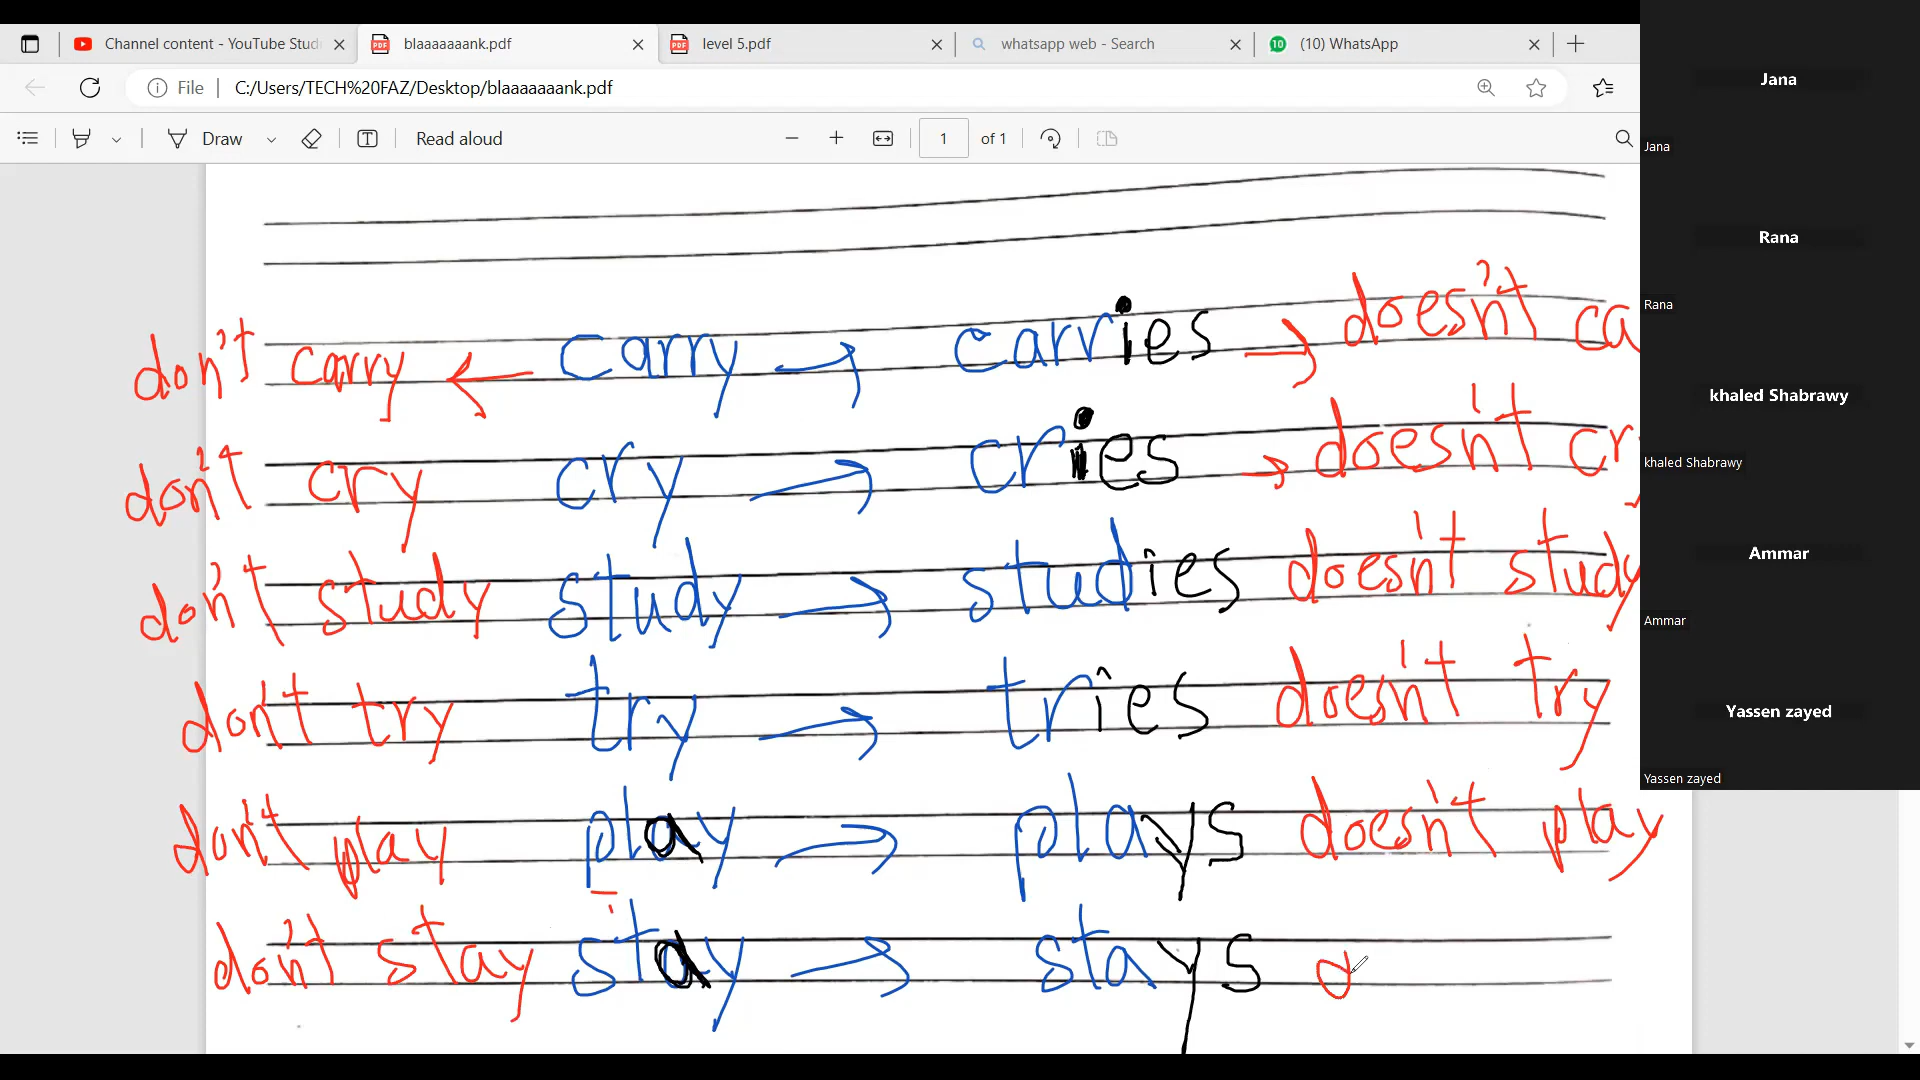 Channel content - YouTube Stud
blaaaaaaank.pdf
level 5.pdf
whatsapp web - Search
10
(10) WhatsApp
File
C:/Users/TECH%20FAZ/Desktop/blaaaaaaank.pdf
Draw
Read aloud
1
of 1
don't carry ← carry → carries → doesn't ca
don't cry cry → cries → doesn't cr
don't study study → studies doesn't study
don't try try → tries doesn't try
don't play play → plays doesn't play
don't stay stay → stays d
Jana
Jana
Rana
Rana
khaled Shabrawy
khaled Shabrawy
Ammar
Ammar
Yassen zayed
Yassen zayed